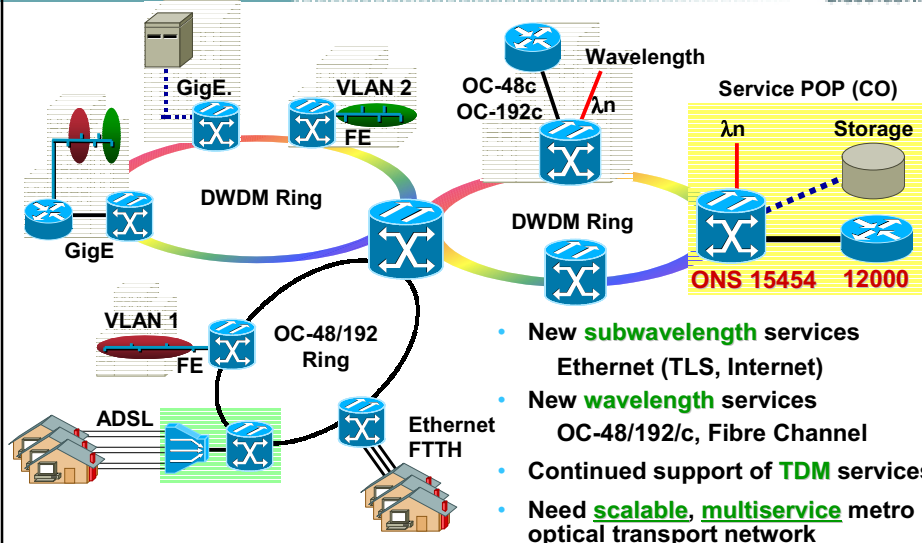 GigE.
VLAN 2
FE
GigE
DWDM Ring
Wavelength
OC-48c
OC-192c
λn
DWDM Ring
Service POP (CO)
λn
Storage
ONS 15454
12000
VLAN 1
FE
OC-48/192
Ring
ADSL
Ethernet
FTTH
• New subwavelength services
Ethernet (TLS, Internet)
• New wavelength services
OC-48/192/c, Fibre Channel
• Continued support of TDM services
• Need scalable, multiservice metro
optical transport network